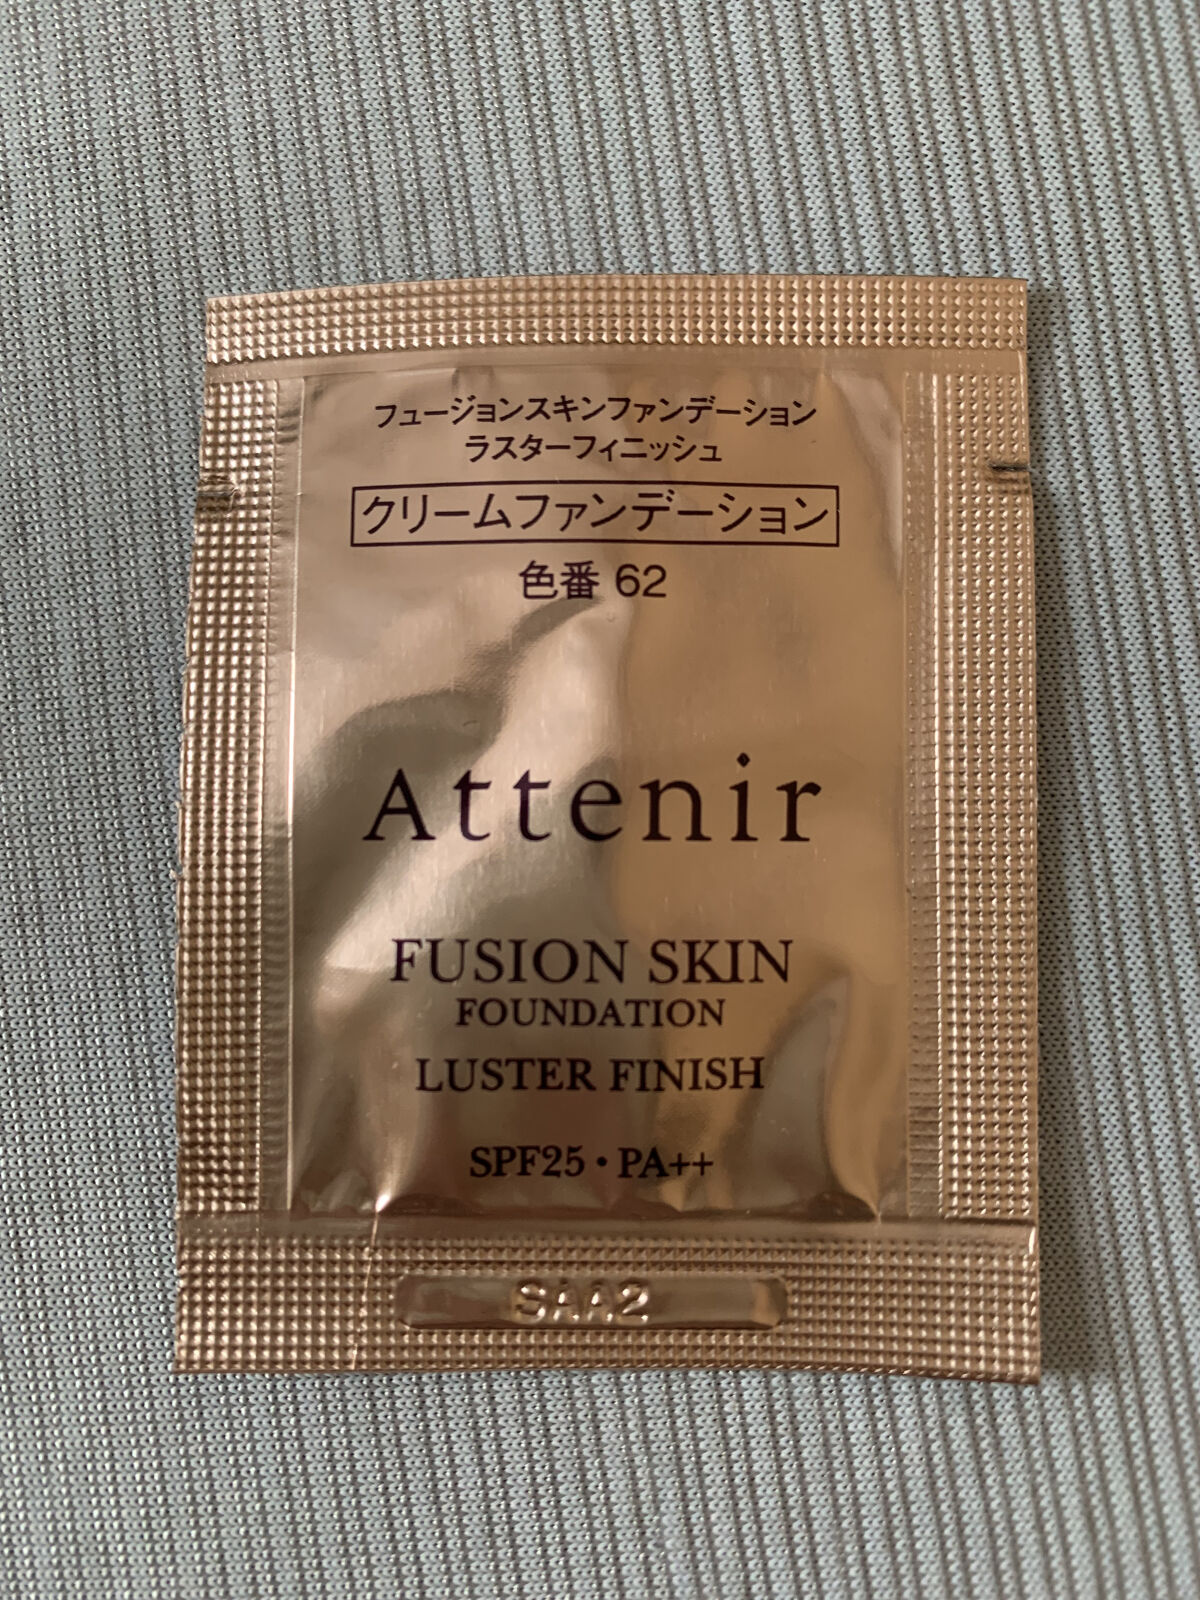 フュージョンスキンファンデーション
ラスターフィニッシュ
クリームファンデーション
色番 62
Attenir
FUSION SKIN
FOUNDATION
LUSTER FINISH
SPF25・PA++
SAA2